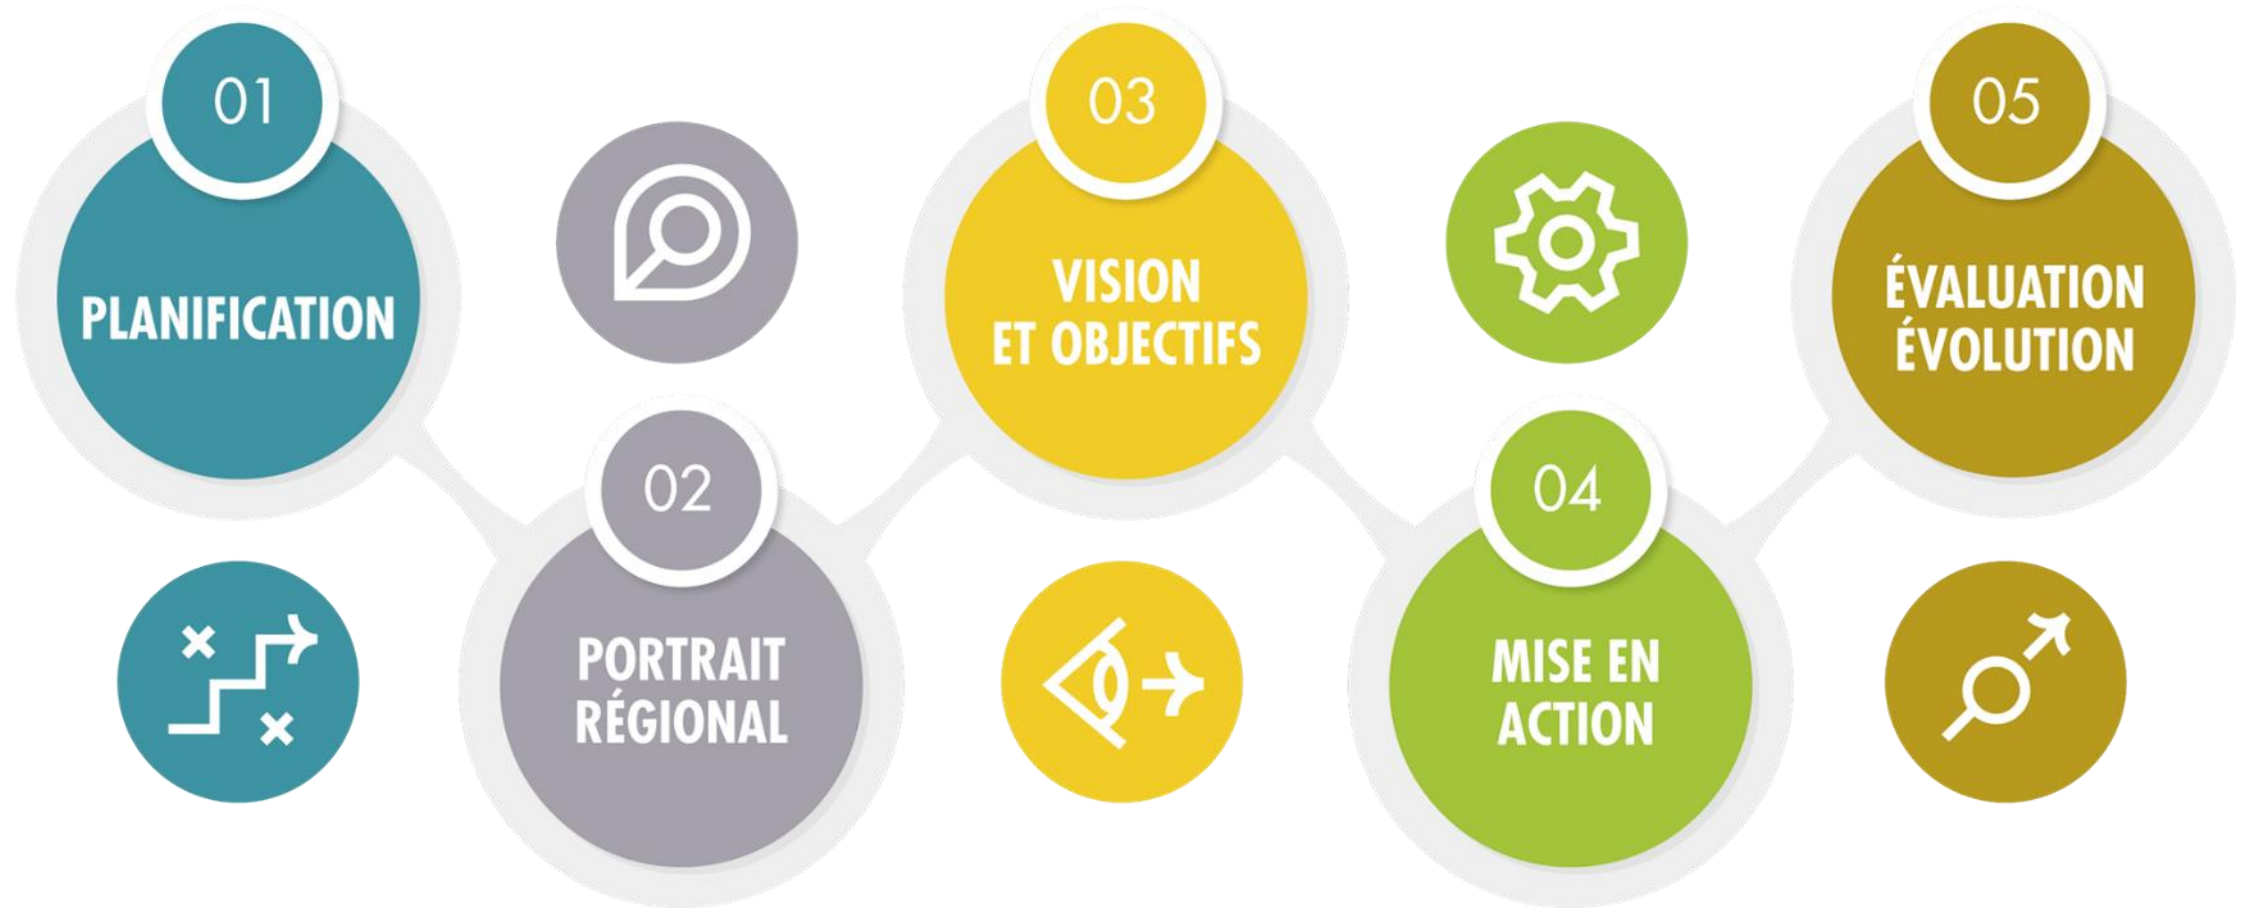 01
PLANIFICATION
02
PORTRAIT
RÉGIONAL
03
VISION
ET OBJECTIFS
04
MISE EN
ACTION
05
ÉVALUATION
ÉVOLUTION